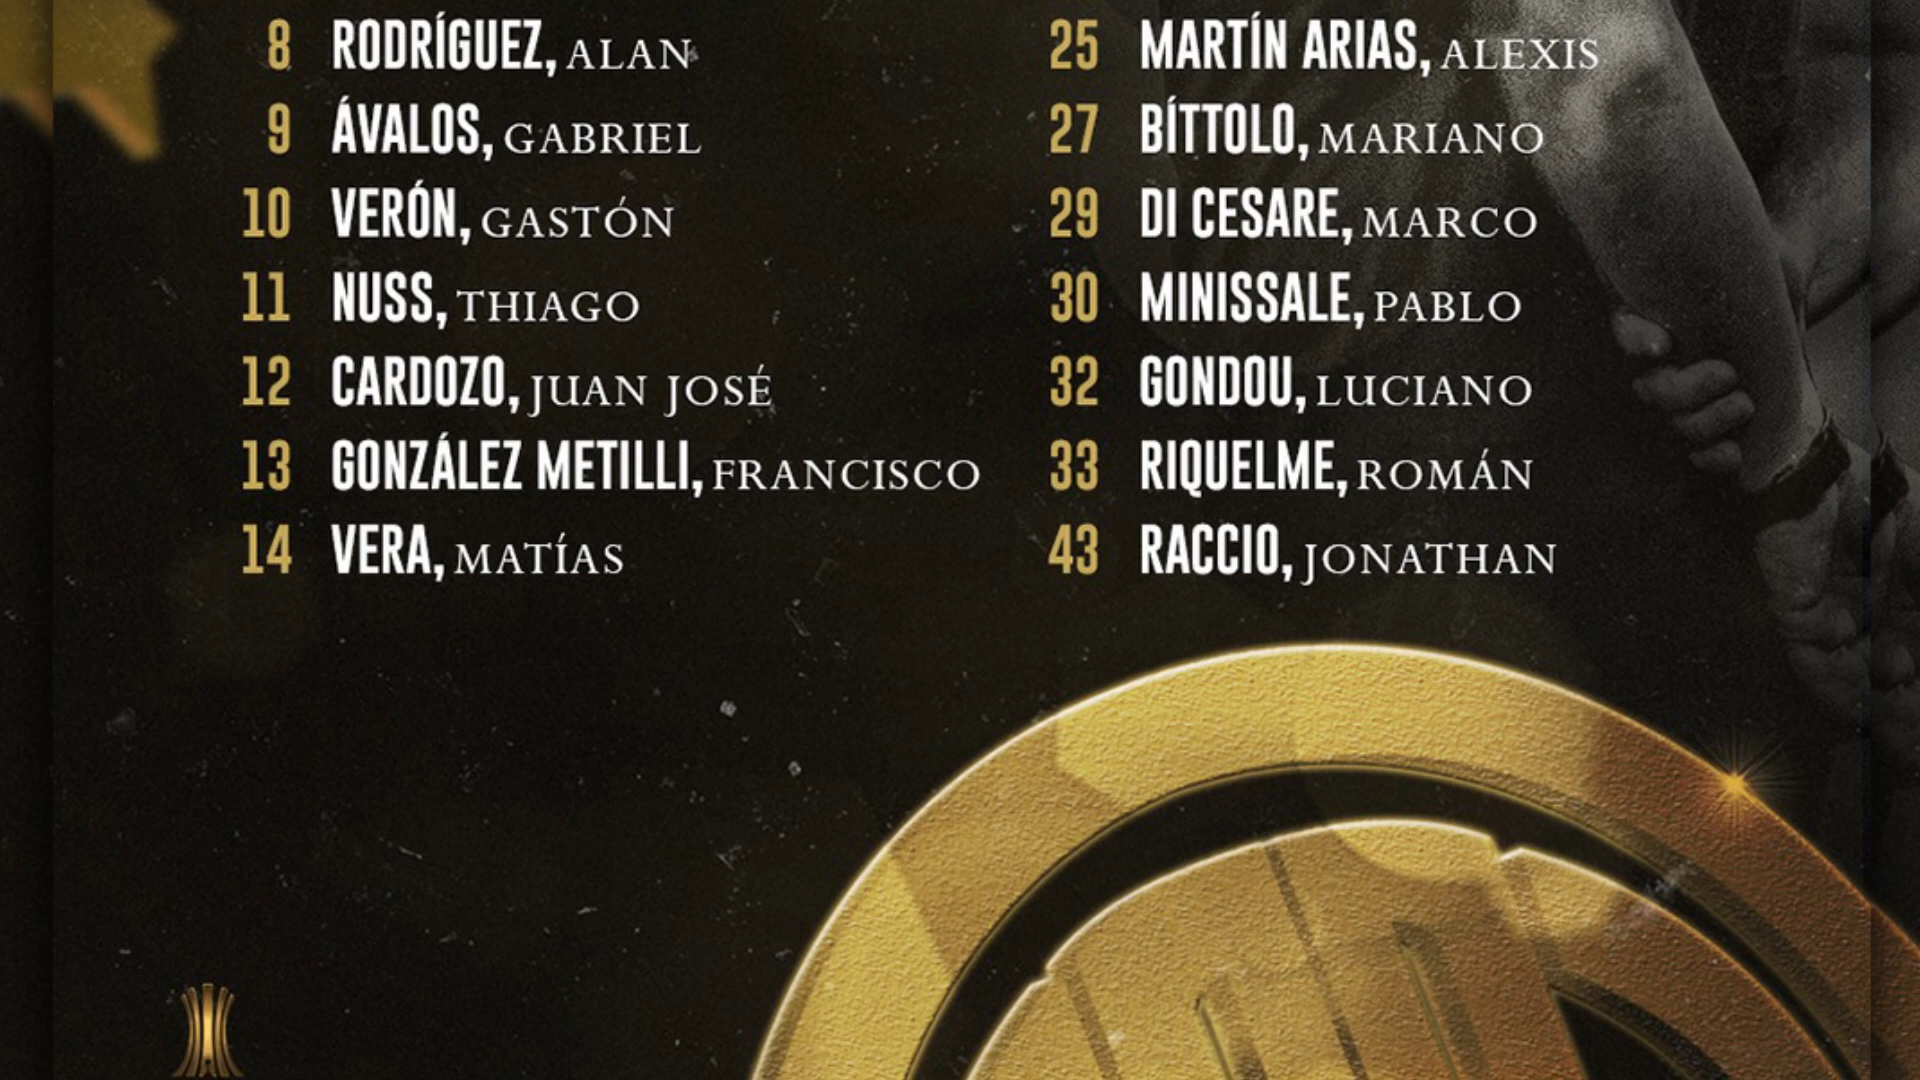 8 RODRÍGUEZ, ALAN
9 ÁVALOS, GABRIEL
10 VERÓN, GASTÓN
11 NUSS, THIAGO
12 CARDOZO, JUAN JOSÉ
13 GONZÁLEZ METILLI, FRANCISCO
14 VERA, MATÍAS
25 MARTÍN ARIAS, ALEXIS
27 BÍTTOLO, MARIANO
29 DI CESARE, MARCO
30 MINISSALE, PABLO
32 GONDOU, LUCIANO
33 RIQUELME, ROMÁN
43 RACCIO, JONATHAN